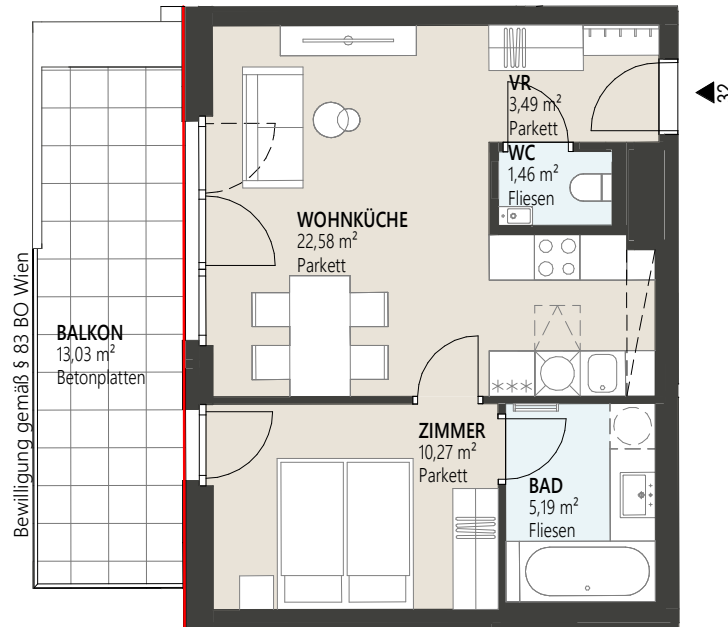 VR
3,49 m²
Parkett
32
WC
1,46 m²
Fliesen
WOHNKÜCHE
22,58 m²
Parkett
Bewilligung gemäß § 83 BO Wien
BALKON
13,03 m²
Betonplatten
***
ZIMMER
10,27 m²
Parkett
BAD
5,19 m²
Fliesen